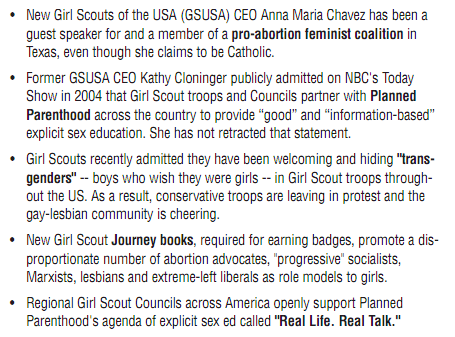 • New Girl Scouts of the USA (GSUSA) CEO Anna Maria Chavez has been a
guest speaker for and a member of a pro-abortion feminist coalition in
Texas, even though she claims to be Catholic.
• Former GSUSA CEO Kathy Cloninger publicly admitted on NBC's Today
Show in 2004 that Girl Scout troops and Councils partner with Planned
Parenthood across the country to provide “good” and “information-based”
explicit sex education. She has not retracted that statement.
• Girl Scouts recently admitted they have been welcoming and hiding "trans-
genders" -- boys who wish they were girls -- in Girl Scout troops through-
out the US. As a result, conservative troops are leaving in protest and the
gay-lesbian community is cheering.
• New Girl Scout Journey books, required for earning badges, promote a dis-
proportionate number of abortion advocates, "progressive" socialists,
Marxists, lesbians and extreme-left liberals as role models to girls.
• Regional Girl Scout Councils across America openly support Planned
Parenthood's agenda of explicit sex ed called "Real Life. Real Talk."